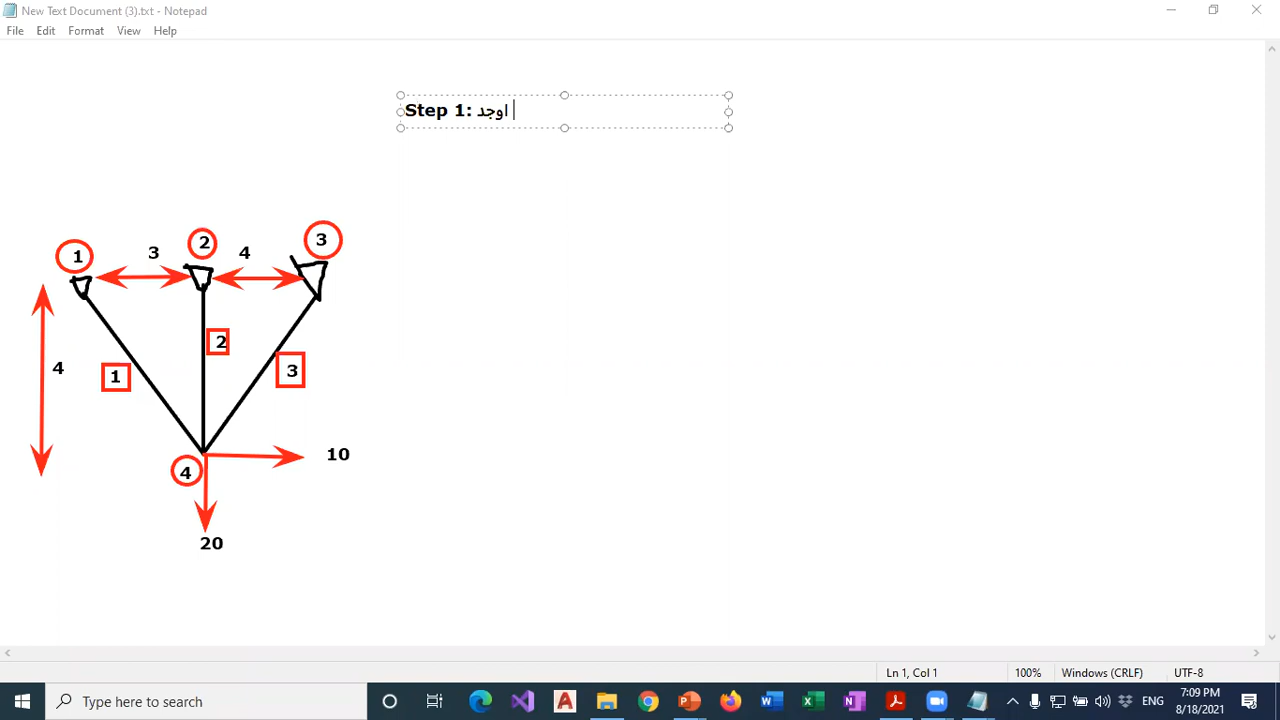 New Text Document (3).txt - Notepad
File Edit Format View Help
Step 1: اوجد
1 3 2 4 3
4
1 2 3
4
10
20
Ln 1, Col 1 100% Windows (CRLF) UTF-8
Type here to search
ENG
7:09 PM
8/18/2021